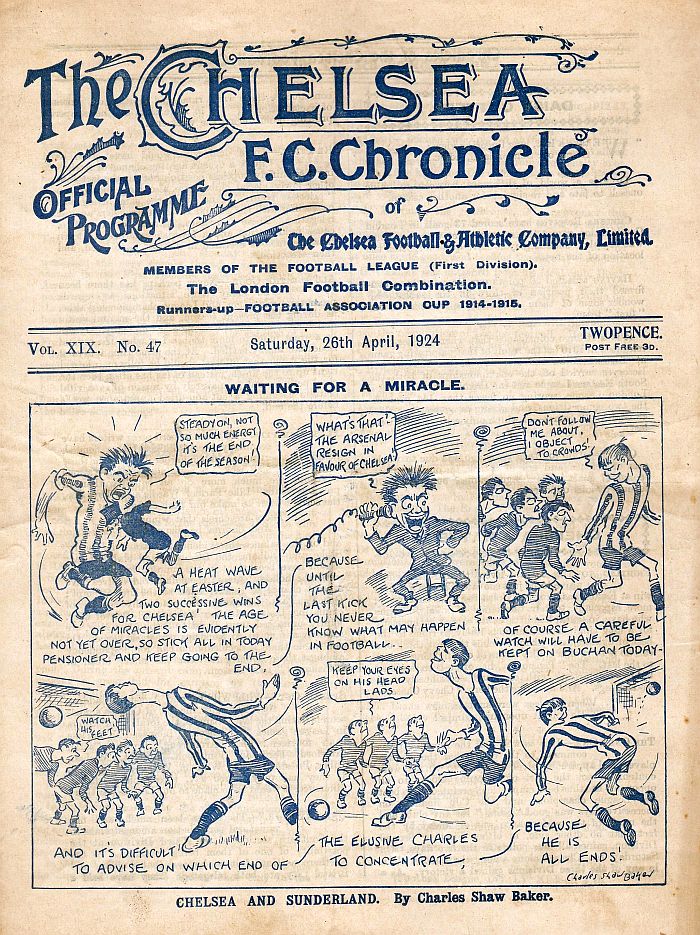 The CHELSEA
F.C. Chronicle
OFFICIAL
PROGRAMME
of
The Chelsea Football & Athletic Company, Limited.
MEMBERS OF THE FOOTBALL LEAGUE (First Division).
The London Football Combination.
Runners-up—FOOTBALL ASSOCIATION CUP 1914-1915.
VOL. XIX. No. 47
Saturday, 26th April, 1924
TWOPENCE.
POST FREE 3D.
WAITING FOR A MIRACLE.
STEADY ON, NOT
SO MUCH ENERGY
IT'S THE END
OF THE SEASON!
A HEAT WAVE
AT EASTER, AND
TWO SUCCESSIVE WINS
FOR CHELSEA! THE AGE
OF MIRACLES IS EVIDENTLY
NOT YET OVER, SO STICK ALL IN TODAY
PENSIONER AND KEEP GOING TO THE
END.
WHAT'S THAT!
THE ARSENAL
RESIGN IN
FAVOUR OF CHELSEA!
BECAUSE
UNTIL
THE
LAST KICK
YOU NEVER
KNOW WHAT MAY HAPPEN
IN FOOTBALL..
DON'T FOLLOW
ME ABOUT,
I OBJECT
TO CROWDS!
OF COURSE A CAREFUL
WATCH WILL HAVE TO BE
KEPT ON BUCHAN TODAY-
WATCH
HIS
FEET
AND IT'S DIFFICULT
TO ADVISE ON WHICH END OF
KEEP YOUR EYES
ON HIS HEAD
LADS.
THE ELUSIVE CHARLES
TO CONCENTRATE,
BECAUSE
HE IS
ALL ENDS!
Charles Shaw Baker
CHELSEA AND SUNDERLAND. By Charles Shaw Baker.